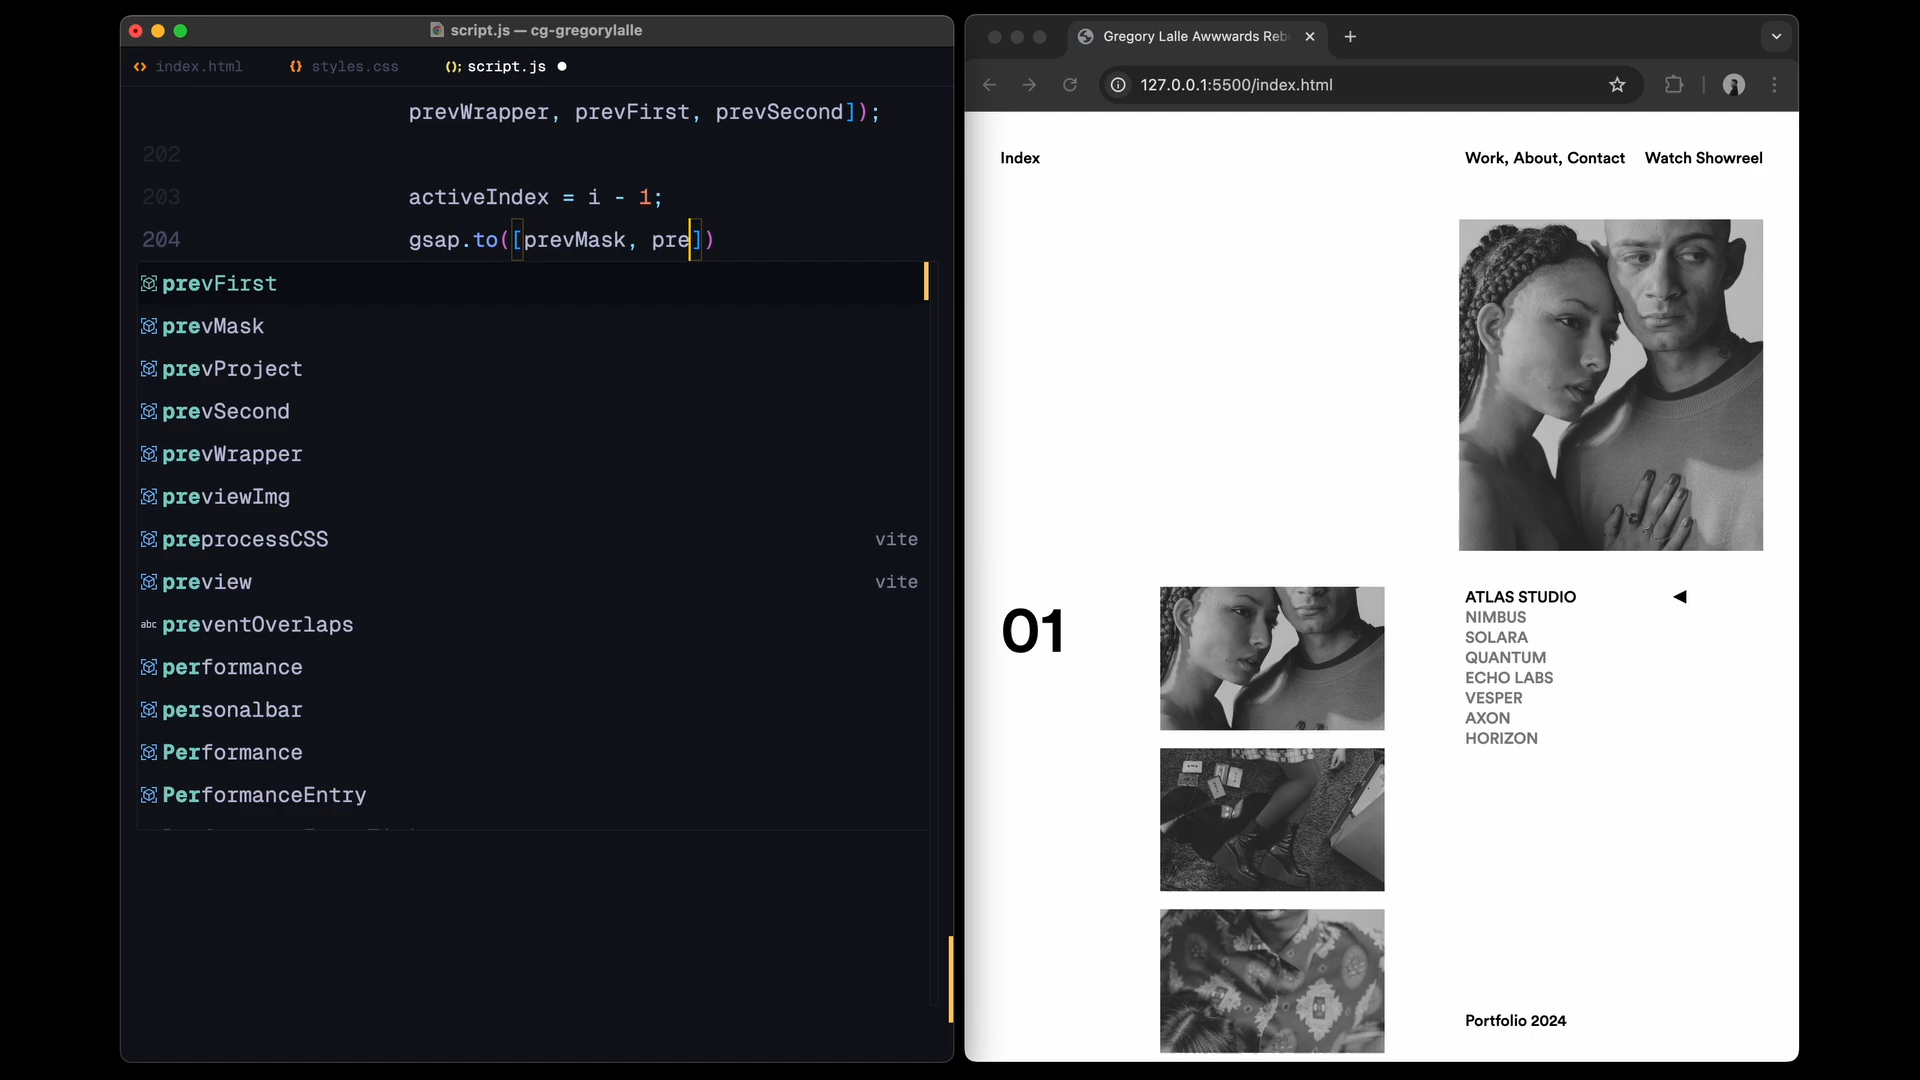 script.js — cg-gregorylalle
index.html
styles.css
script.js
prevWrapper, prevFirst, prevSecond]);
202
203 activeIndex = i - 1;
204 gsap.to([prevMask, pre])
prevFirst
prevMask
prevProject
prevSecond
prevWrapper
previewImg
preprocessCSS vite
preview vite
abc preventOverlaps
performance
personalbar
Performance
PerformanceEntry
Gregory Lalle Awwwards Reb
127.0.0.1:5500/index.html
Index
Work, About, Contact
Watch Showreel
01
ATLAS STUDIO
NIMBUS
SOLARA
QUANTUM
ECHO LABS
VESPER
AXON
HORIZON
Portfolio 2024